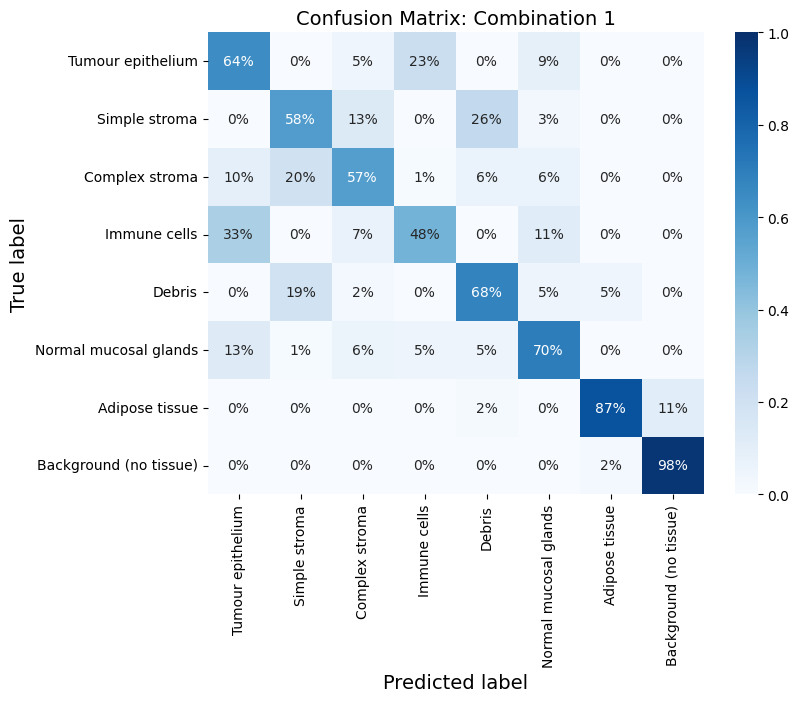 Confusion Matrix: Combination 1
True label
Tumour epithelium 64% 0% 5% 23% 0% 9% 0% 0%
Simple stroma 0% 58% 13% 0% 26% 3% 0% 0%
Complex stroma 10% 20% 57% 1% 6% 6% 0% 0%
Immune cells 33% 0% 7% 48% 0% 11% 0% 0%
Debris 0% 19% 2% 0% 68% 5% 5% 0%
Normal mucosal glands 13% 1% 6% 5% 5% 70% 0% 0%
Adipose tissue 0% 0% 0% 0% 2% 0% 87% 11%
Background (no tissue) 0% 0% 0% 0% 0% 0% 2% 98%
Tumour epithelium
Simple stroma
Complex stroma
Immune cells
Debris
Normal mucosal glands
Adipose tissue
Background (no tissue)
Predicted label
1.0
0.8
0.6
0.4
0.2
0.0